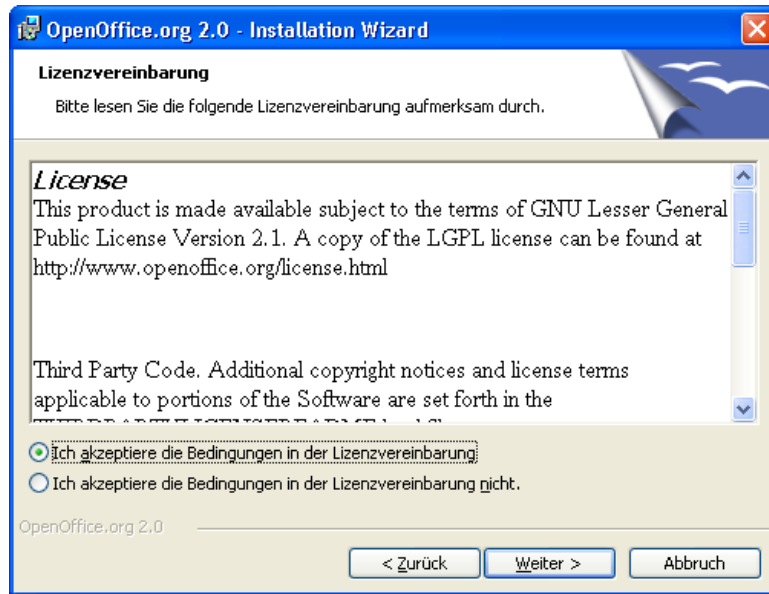 OpenOffice.org 2.0 - Installation Wizard
Lizenzvereinbarung
Bitte lesen Sie die folgende Lizenzvereinbarung aufmerksam durch.
License
This product is made available subject to the terms of GNU Lesser General
Public License Version 2.1. A copy of the LGPL license can be found at
http://www.openoffice.org/license.html
Third Party Code. Additional copyright notices and license terms
applicable to portions of the Software are set forth in the
Ich akzeptiere die Bedingungen in der Lizenzvereinbarung
Ich akzeptiere die Bedingungen in der Lizenzvereinbarung nicht.
OpenOffice.org 2.0
< Zurück Weiter > Abbruch